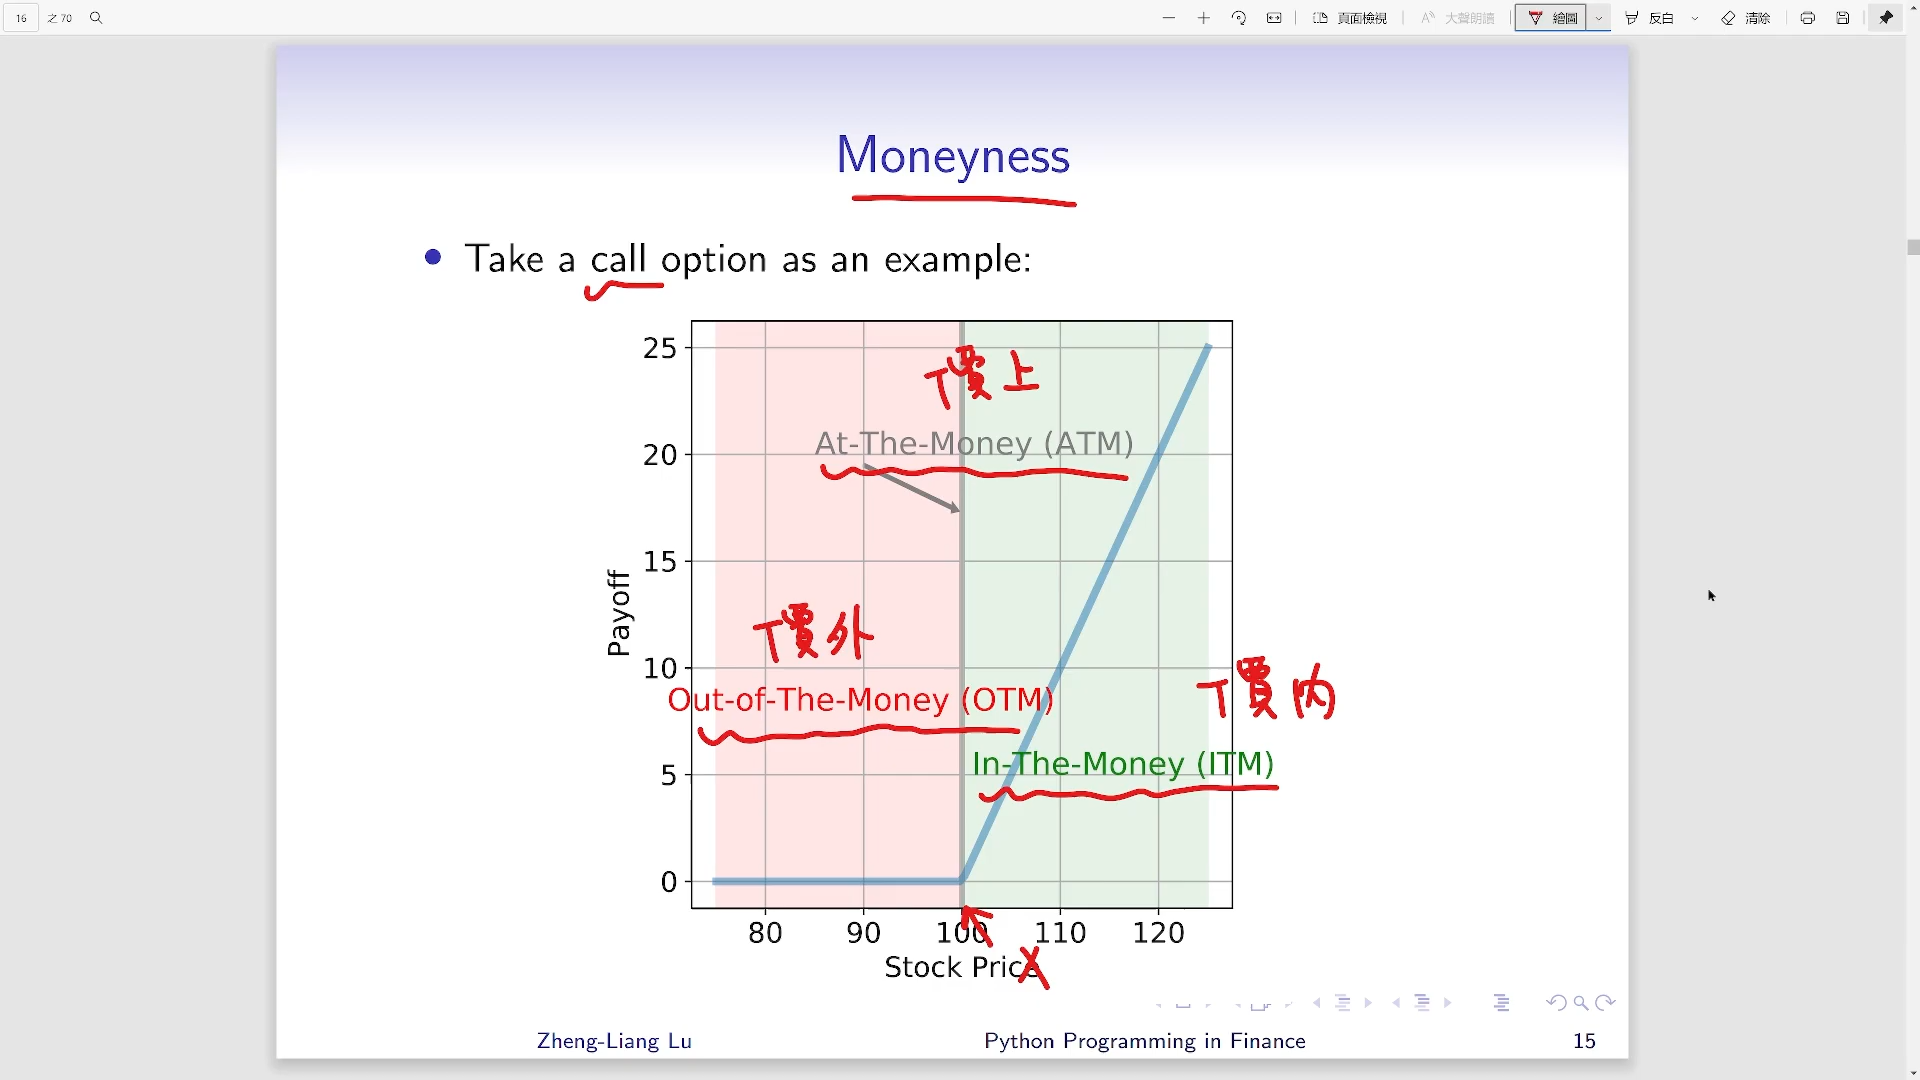 16 之 70 頁面檢視 大聲朗讀 繪圖 反白 清除
Moneyness
Take a call option as an example:
25
價上
At-The-Money (ATM)
20
15
Payoff
價外
10
Out-of-The-Money (OTM)
價內
In-The-Money (ITM)
5
0
80 90 100 110 120
X
Stock Price
Zheng-Liang Lu Python Programming in Finance 15